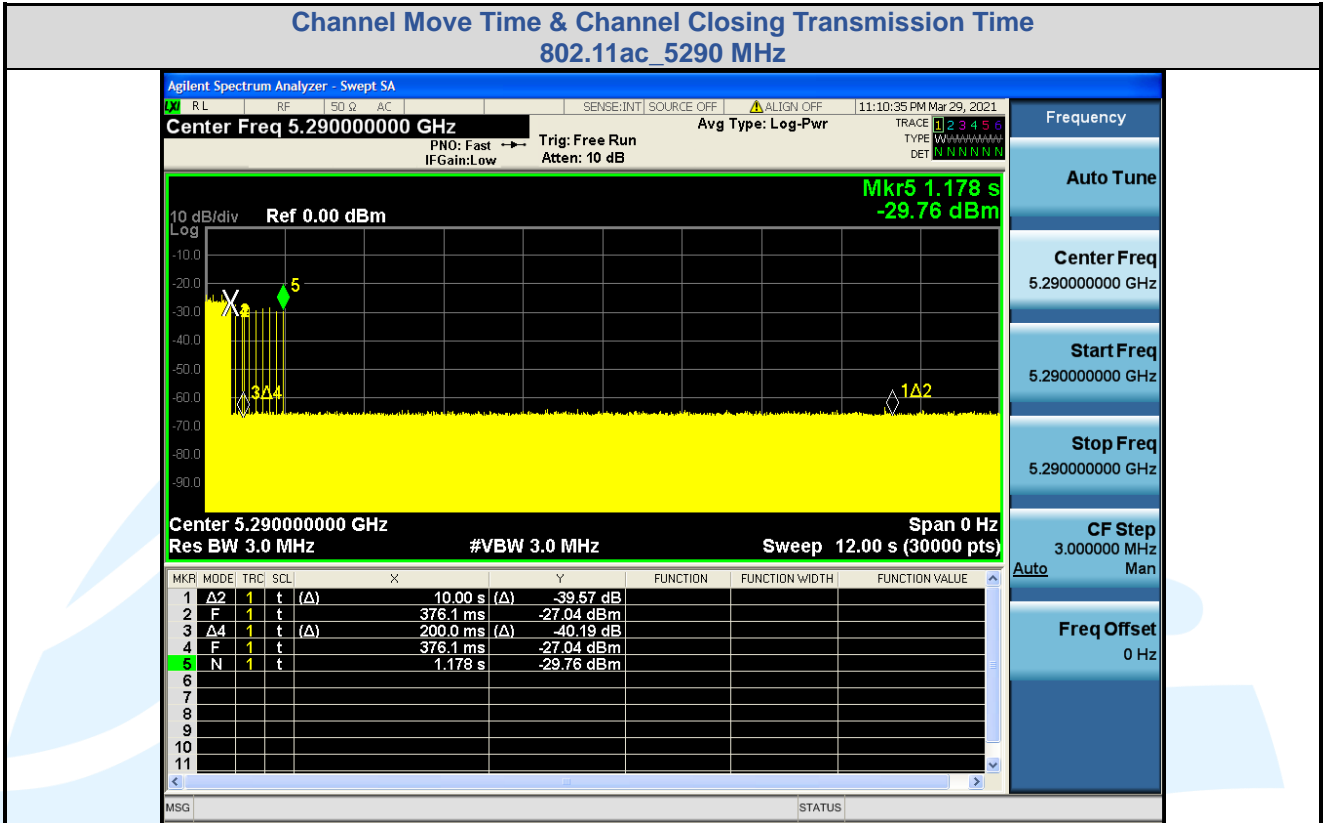 Channel Move Time & Channel Closing Transmission Time
802.11ac_5290 MHz
Agilent Spectrum Analyzer - Swept SA
LXI RL RF 50 Ω AC SENSE:INT SOURCE OFF ALIGN OFF 11:10:35 PM Mar 29, 2021
Center Freq 5.290000000 GHz
PNO: Fast
IFGain:Low
Trig: Free Run
Atten: 10 dB
Avg Type: Log-Pwr
TRACE 1 2 3 4 5 6
TYPE WWWWWW
DET N N N N N N
Mkr5 1.178 s
-29.76 dBm
10 dB/div Ref 0.00 dBm
Log
-10.0
-20.0
-30.0
-40.0
-50.0
-60.0
-70.0
-80.0
-90.0
5
2
3Δ4
1Δ2
Center 5.290000000 GHz Span 0 Hz
Res BW 3.0 MHz #VBW 3.0 MHz Sweep 12.00 s (30000 pts)
MKR MODE TRC SCL X Y FUNCTION FUNCTION WIDTH FUNCTION VALUE
1 Δ2 1 t (Δ) 10.00 s (Δ) -39.57 dB
2 F 1 t 376.1 ms -27.04 dBm
3 Δ4 1 t (Δ) 200.0 ms (Δ) -40.19 dB
4 F 1 t 376.1 ms -27.04 dBm
5 N 1 t 1.178 s -29.76 dBm
6
7
8
9
10
11
MSG STATUS
Frequency
Auto Tune
Center Freq
5.290000000 GHz
Start Freq
5.290000000 GHz
Stop Freq
5.290000000 GHz
CF Step
3.000000 MHz
Auto Man
Freq Offset
0 Hz